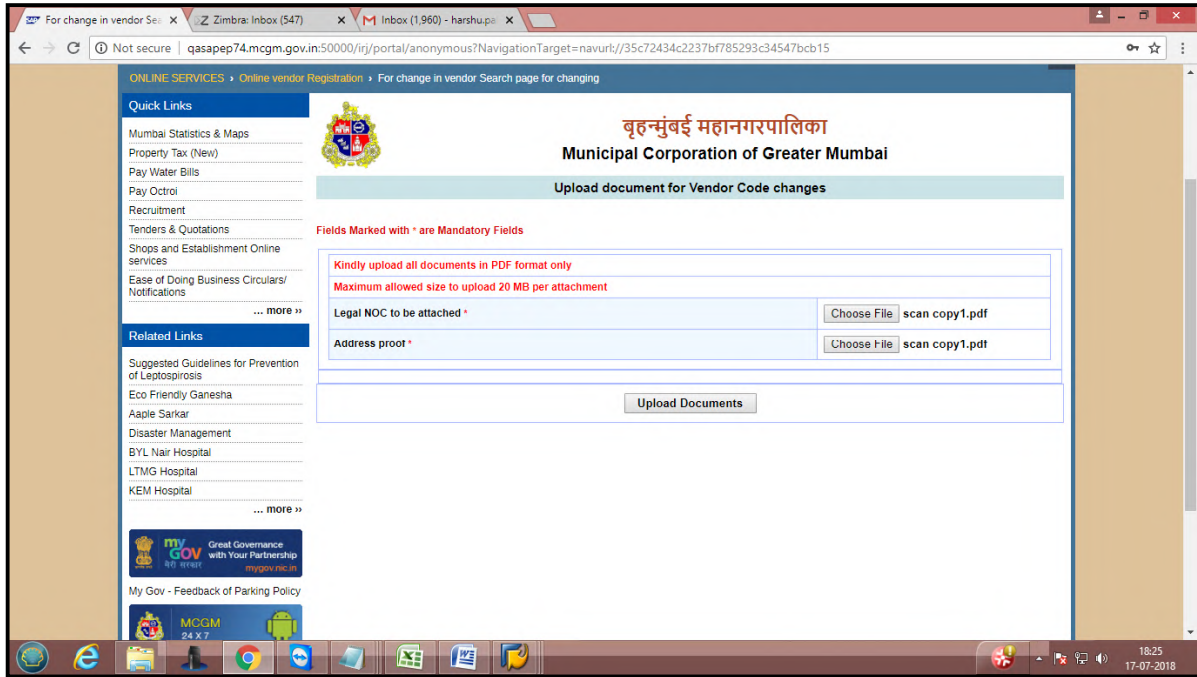 For change in vendor Sea
Zimbra: Inbox (547)
Inbox (1,960) - harshu.pa
Not secure | qasapep74.mcgm.gov.in:50000/irj/portal/anonymous?NavigationTarget=navurl://35c72434c2237bf785293c34547bcb15
ONLINE SERVICES › Online vendor Registration › For change in vendor Search page for changing
Quick Links
Mumbai Statistics & Maps
Property Tax (New)
Pay Water Bills
Pay Octroi
Recruitment
Tenders & Quotations
Shops and Establishment Online
services
Ease of Doing Business Circulars/
Notifications
... more ››
Related Links
Suggested Guidelines for Prevention
of Leptospirosis
Eco Friendly Ganesha
Aaple Sarkar
Disaster Management
BYL Nair Hospital
LTMG Hospital
KEM Hospital
... more ››
my
GOV
मेरी सरकार
Great Governance
with Your Partnership
mygov.nic.in
My Gov - Feedback of Parking Policy
MCGM
24 X 7
बृहन्मुंबई महानगरपालिका
Municipal Corporation of Greater Mumbai
Upload document for Vendor Code changes
Fields Marked with * are Mandatory Fields
Kindly upload all documents in PDF format only
Maximum allowed size to upload 20 MB per attachment
Legal NOC to be attached *
Choose File scan copy1.pdf
Address proof *
Choose File scan copy1.pdf
Upload Documents
18:25
17-07-2018